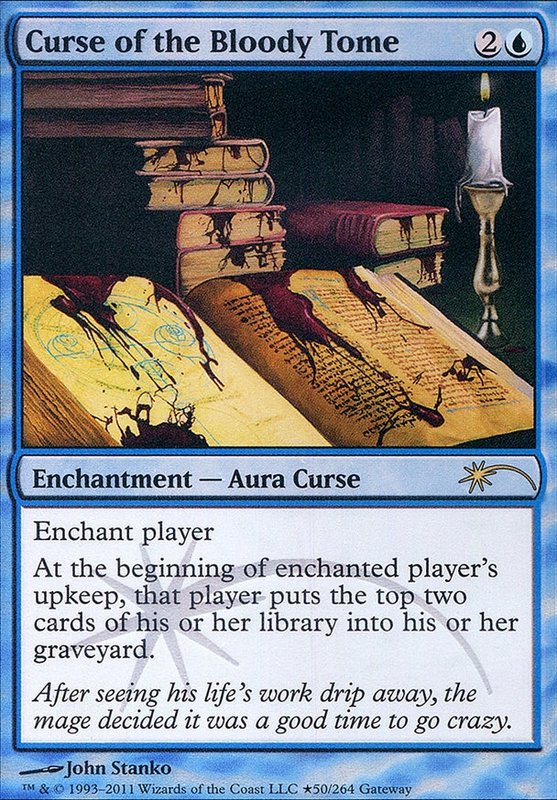 Curse of the Bloody Tome 2
Enchantment — Aura Curse
Enchant player
At the beginning of enchanted player's
upkeep, that player puts the top two
cards of his or her library into his or her
graveyard.
After seeing his life's work drip away, the
mage decided it was a good time to go crazy.
John Stanko
™ & © 1993–2011 Wizards of the Coast LLC ★50/264 Gateway